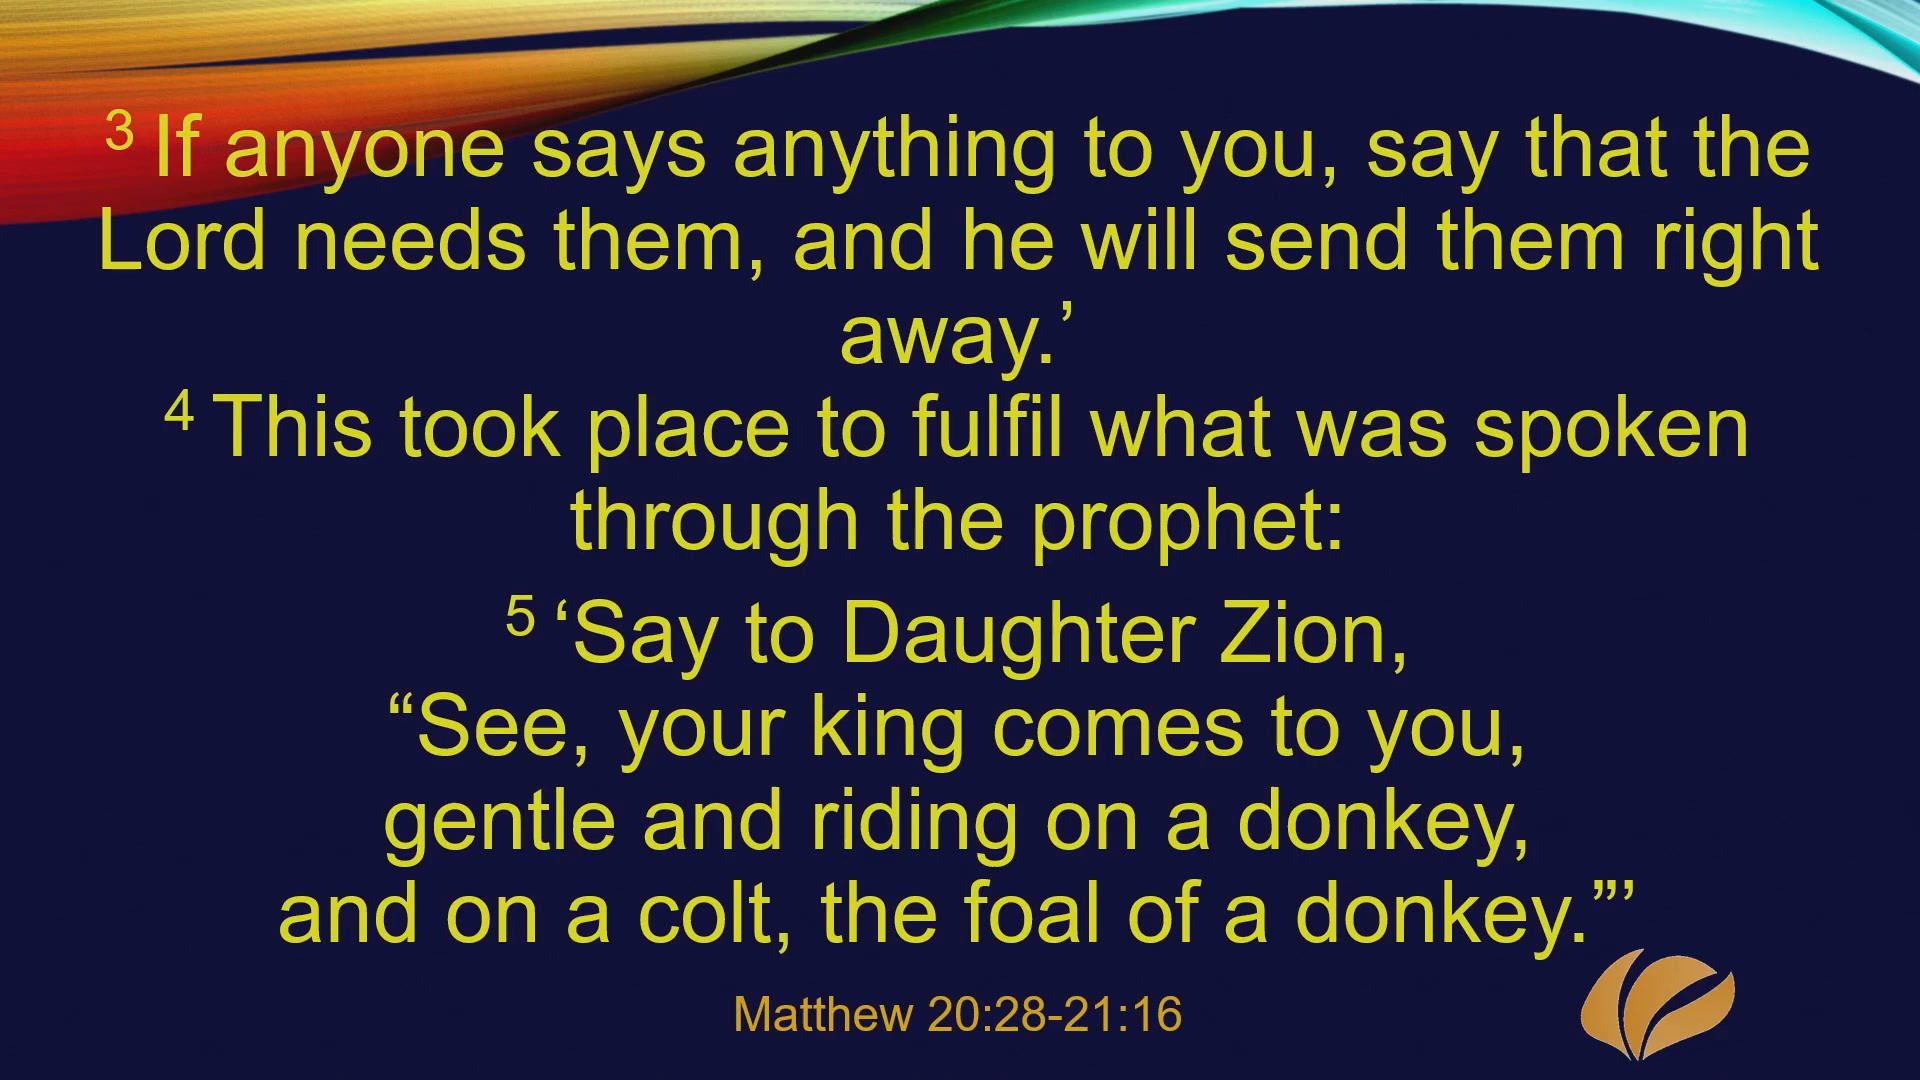 3 If anyone says anything to you, say that the
Lord needs them, and he will send them right
away.’
4 This took place to fulfil what was spoken
through the prophet:
5 ‘Say to Daughter Zion,
“See, your king comes to you,
gentle and riding on a donkey,
and on a colt, the foal of a donkey.”’
Matthew 20:28-21:16